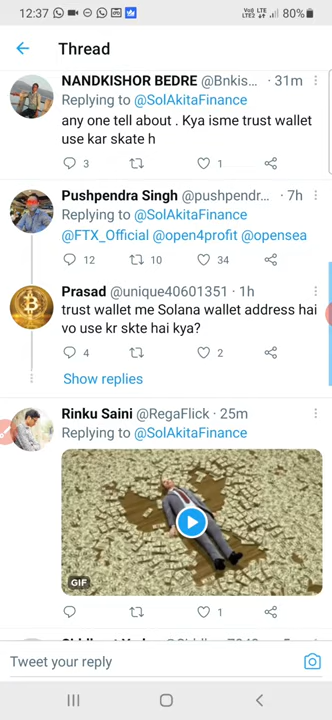 12:37
Vo) LTE
LTE2
80%
Thread
NANDKISHOR BEDRE @Bnkis... · 31m
Replying to @SolAkitaFinance
any one tell about . Kya isme trust wallet
use kar skate h
3
1
Pushpendra Singh @pushpendr... · 7h
Replying to @SolAkitaFinance
@FTX_Official @open4profit @opensea
12 10 34
Prasad @unique40601351 · 1h
trust wallet me Solana wallet address hai
vo use kr skte hai kya?
4 2
Show replies
Rinku Saini @RegaFlick · 25m
Replying to @SolAkitaFinance
GIF
1
Tweet your reply